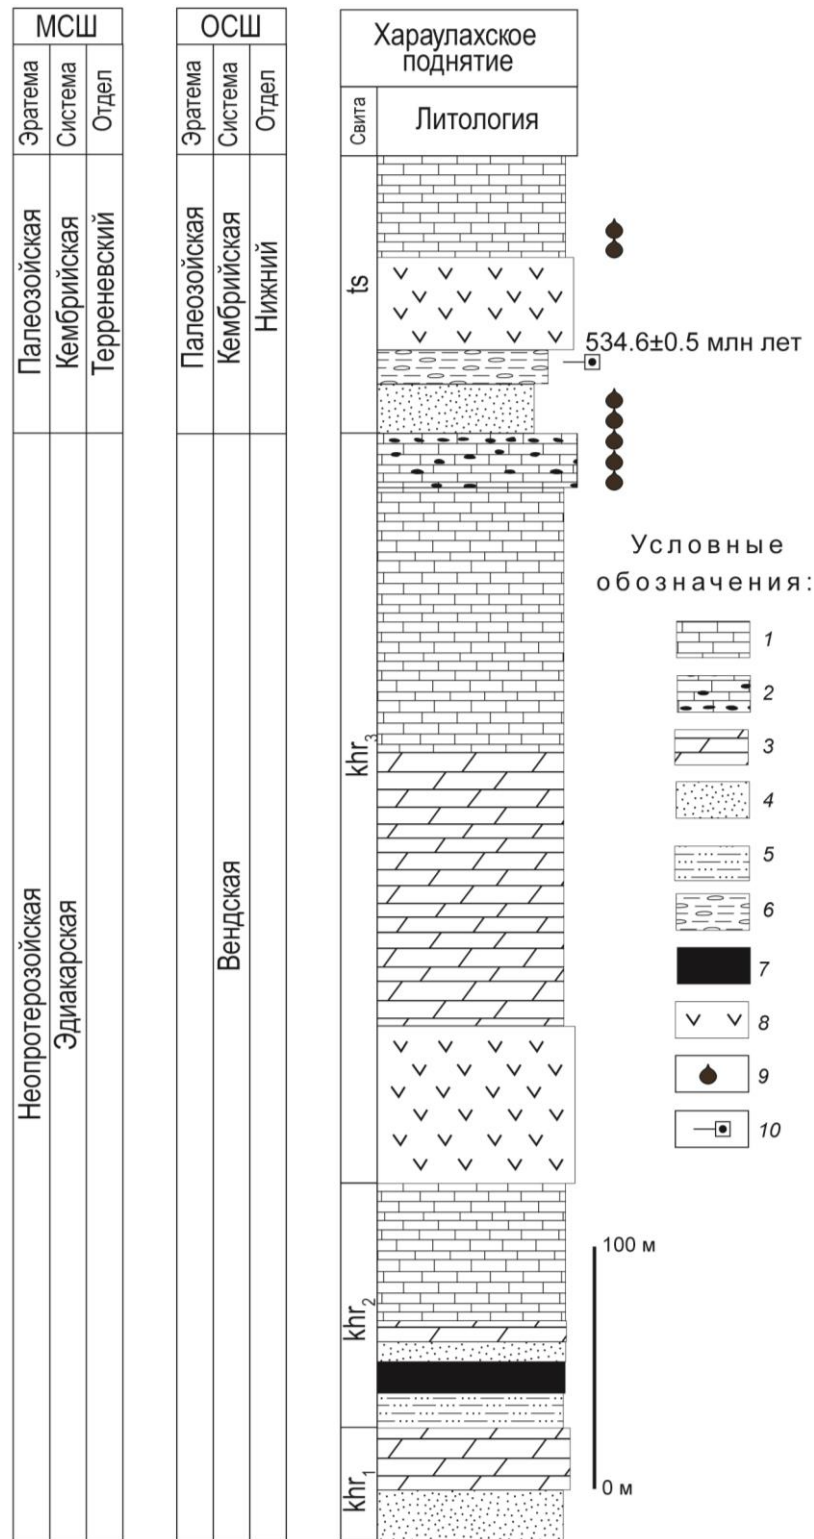 МСШ
Эратема
Система
Отдел
Палеозойская
Кембрийская
Терреневский
Неопротерозойская
Эдиакарская
ОСШ
Эратема
Система
Отдел
Палеозойская
Кембрийская
Нижний
Вендская
Хараулахское
поднятие
Свита
Литология
ts
534.6±0.5 млн лет
khr3
khr2
khr1
100 м
0 м
Условные
обозначения:
1
2
3
4
5
6
7
8
9
10